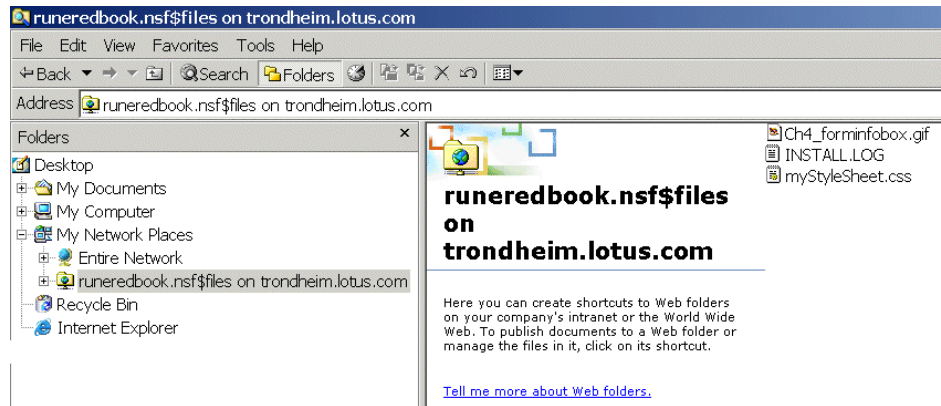 runeredbook.nsf$files on trondheim.lotus.com
File Edit View Favorites Tools Help
Back Search Folders
Address runeredbook.nsf$files on trondheim.lotus.com
Folders ×
Desktop
My Documents
My Computer
My Network Places
Entire Network
runeredbook.nsf$files on trondheim.lotus.com
Recycle Bin
Internet Explorer
runeredbook.nsf$files
on
trondheim.lotus.com
Here you can create shortcuts to Web folders
on your company's intranet or the World Wide
Web. To publish documents to a Web folder or
manage the files in it, click on its shortcut.
Tell me more about Web folders.
Ch4_forminfobox.gif
INSTALL.LOG
myStyleSheet.css